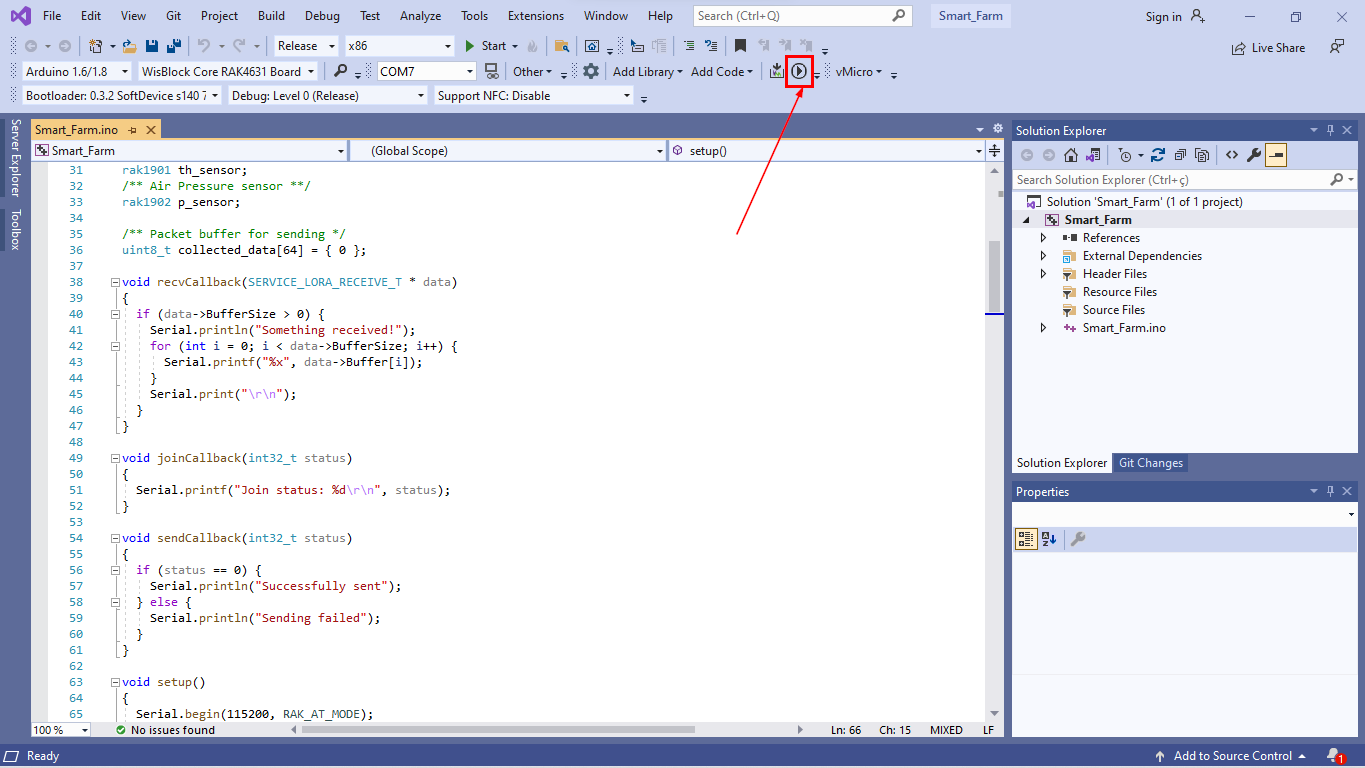 File Edit View Git Project Build Debug Test Analyze Tools Extensions Window Help Search (Ctrl+Q) Smart_Farm Sign in
Release x86 Start Live Share
Arduino 1.6/1.8 WisBlock Core RAK4631 Board COM7 Other Add Library Add Code vMicro
Bootloader: 0.3.2 SoftDevice s140 7 Debug: Level 0 (Release) Support NFC: Disable
Server Explorer
Toolbox
Smart_Farm.ino
Smart_Farm (Global Scope) setup()
31 rak1901 th_sensor;
32 /** Air Pressure sensor **/
33 rak1902 p_sensor;
34
35 /** Packet buffer for sending */
36 uint8_t collected_data[64] = { 0 };
37
38 void recvCallback(SERVICE_LORA_RECEIVE_T * data)
39 {
40 if (data->BufferSize > 0) {
41 Serial.println("Something received!");
42 for (int i = 0; i < data->BufferSize; i++) {
43 Serial.printf("%x", data->Buffer[i]);
44 }
45 Serial.print("\r\n");
46 }
47 }
48
49 void joinCallback(int32_t status)
50 {
51 Serial.printf("Join status: %d\r\n", status);
52 }
53
54 void sendCallback(int32_t status)
55 {
56 if (status == 0) {
57 Serial.println("Successfully sent");
58 } else {
59 Serial.println("Sending failed");
60 }
61 }
62
63 void setup()
64 {
65 Serial.begin(115200, RAK_AT_MODE);
100 % No issues found Ln: 66 Ch: 15 MIXED LF
Solution Explorer
Search Solution Explorer (Ctrl+ç)
Solution 'Smart_Farm' (1 of 1 project)
Smart_Farm
References
External Dependencies
Header Files
Resource Files
Source Files
Smart_Farm.ino
Solution Explorer Git Changes
Properties
Ready Add to Source Control 1